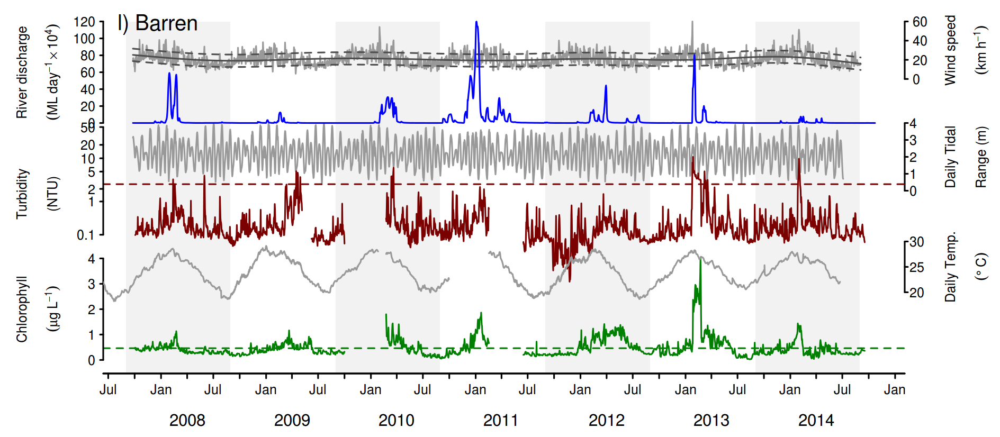 l) Barren
River discharge
(ML day⁻¹ × 10⁴)
120
100
80
60
40
20
0
Wind speed
(km h⁻¹)
60
40
20
0
Turbidity
(NTU)
50
20
10
5
2
1
0.1
Daily Tidal
Range (m)
4
3
2
1
0
Chlorophyll
(μg L⁻¹)
4
3
2
1
0
Daily Temp.
(° C)
30
25
20
Jul Jan Jul Jan Jul Jan Jul Jan Jul Jan Jul Jan Jul Jan Jul Jan
2008 2009 2010 2011 2012 2013 2014